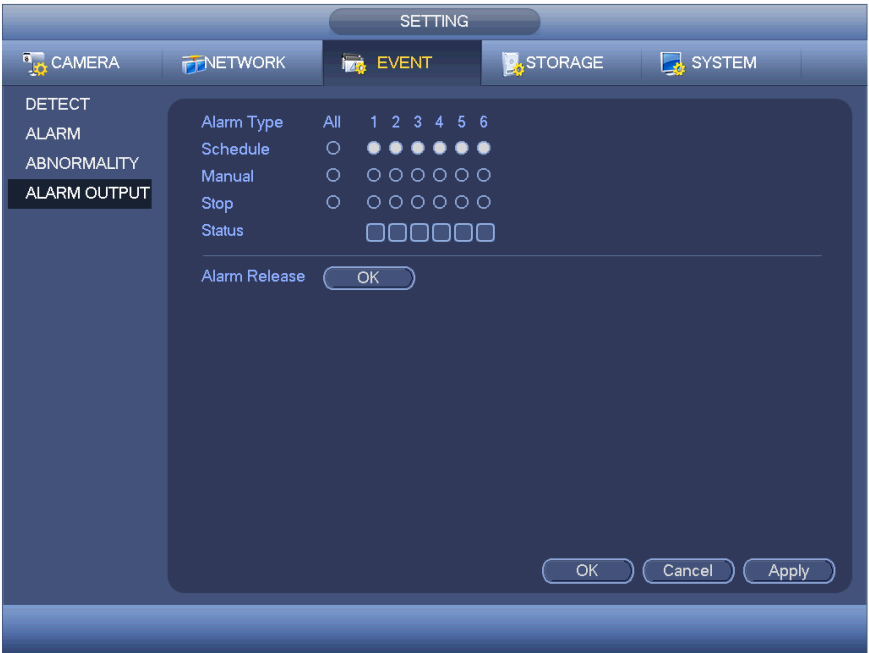 SETTING
CAMERA NETWORK EVENT STORAGE SYSTEM
DETECT
ALARM
ABNORMALITY
ALARM OUTPUT
Alarm Type All 1 2 3 4 5 6
Schedule
Manual
Stop
Status
Alarm Release OK
OK Cancel Apply